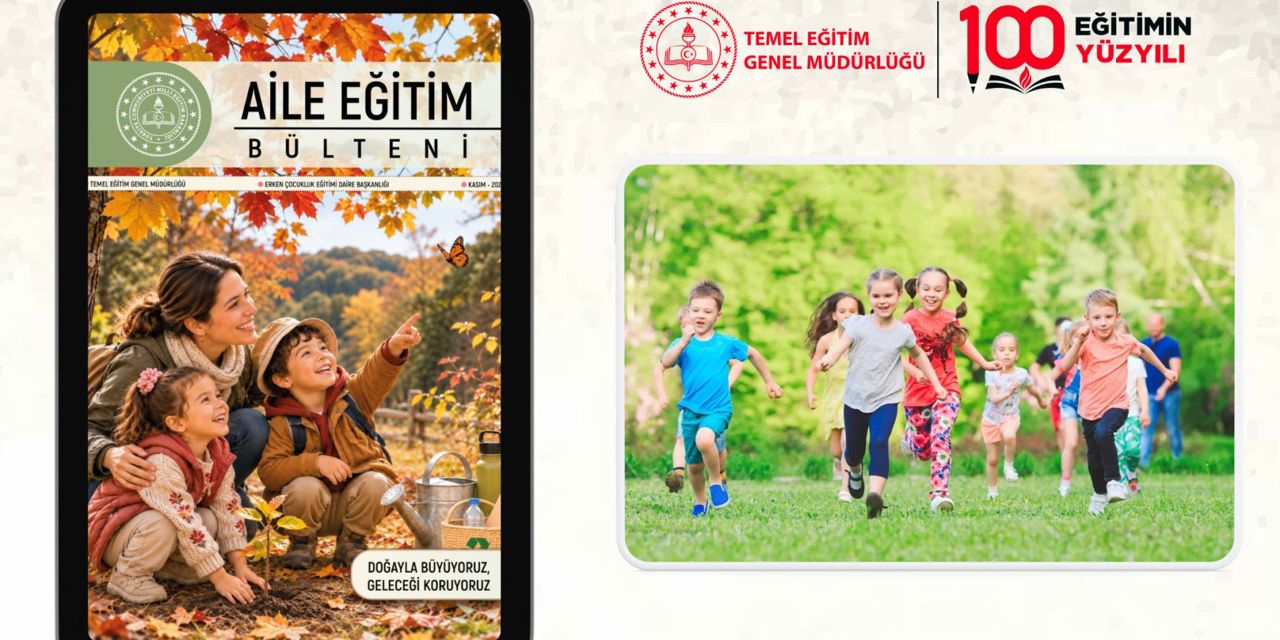 AİLE EĞİTİM
BÜLTENİ
TEMEL EĞİTİM GENEL MÜDÜRLÜĞÜ
ERKEN ÇOCUKLUK EĞİTİMİ DAİRE BAŞKANLIĞI
KASIM - 202
DOĞAYLA BÜYÜYORUZ,
GELECEĞİ KORUYORUZ
TEMEL EĞİTİM
GENEL MÜDÜRLÜĞÜ
100
EĞİTİMİN
YÜZYILI